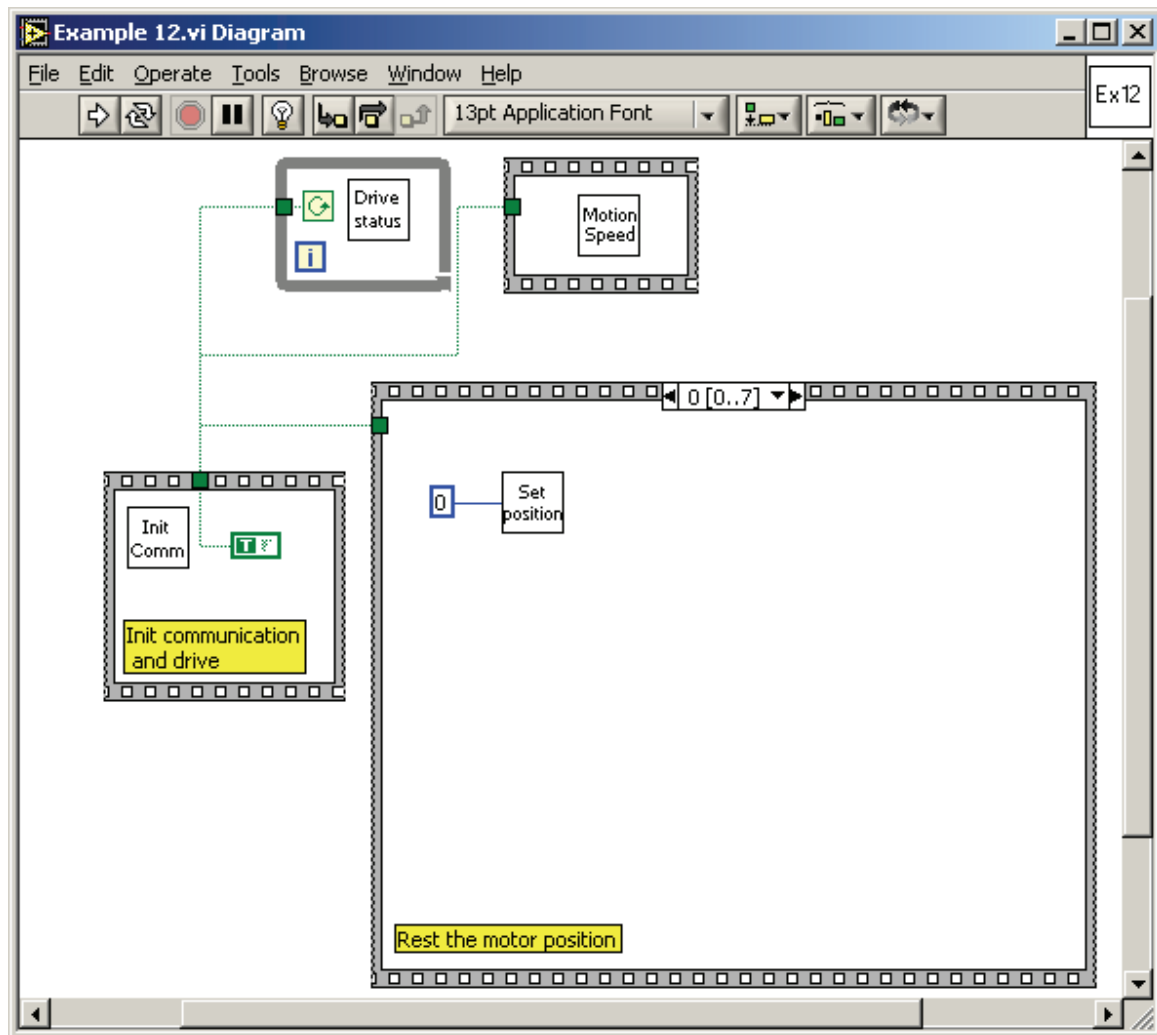 Example 12.vi Diagram
File Edit Operate Tools Browse Window Help
Ex12
13pt Application Font
Drive
status
i
Motion
Speed
0 [0..7]
0
Set
position
Init
Comm
T
Init communication
and drive
Rest the motor position